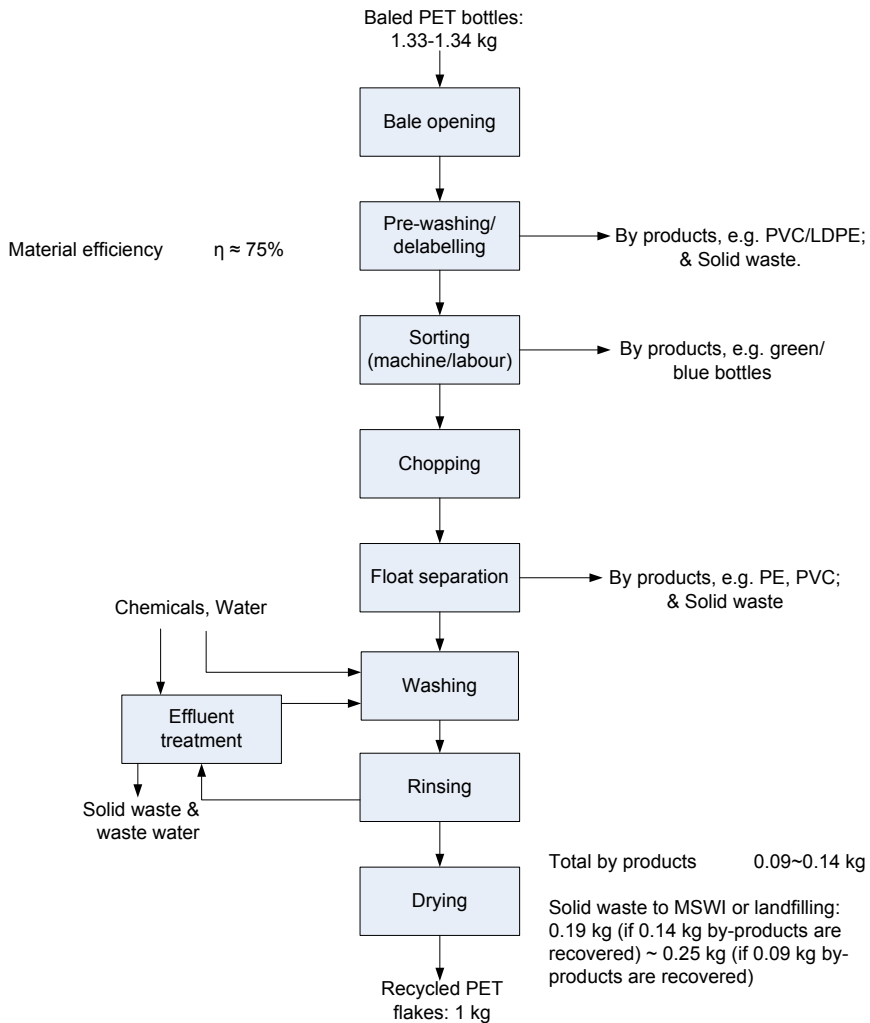 Baled PET bottles:
1.33-1.34 kg
Bale opening
Pre-washing/
delabelling
By products, e.g. PVC/LDPE;
& Solid waste.
Material efficiency η ≈ 75%
Sorting
(machine/labour)
By products, e.g. green/
blue bottles
Chopping
Float separation
By products, e.g. PE, PVC;
& Solid waste
Chemicals, Water
Washing
Effluent
treatment
Rinsing
Solid waste &
waste water
Total by products 0.09~0.14 kg
Drying
Solid waste to MSWI or landfilling:
0.19 kg (if 0.14 kg by-products are
recovered) ~ 0.25 kg (if 0.09 kg by-
products are recovered)
Recycled PET
flakes: 1 kg